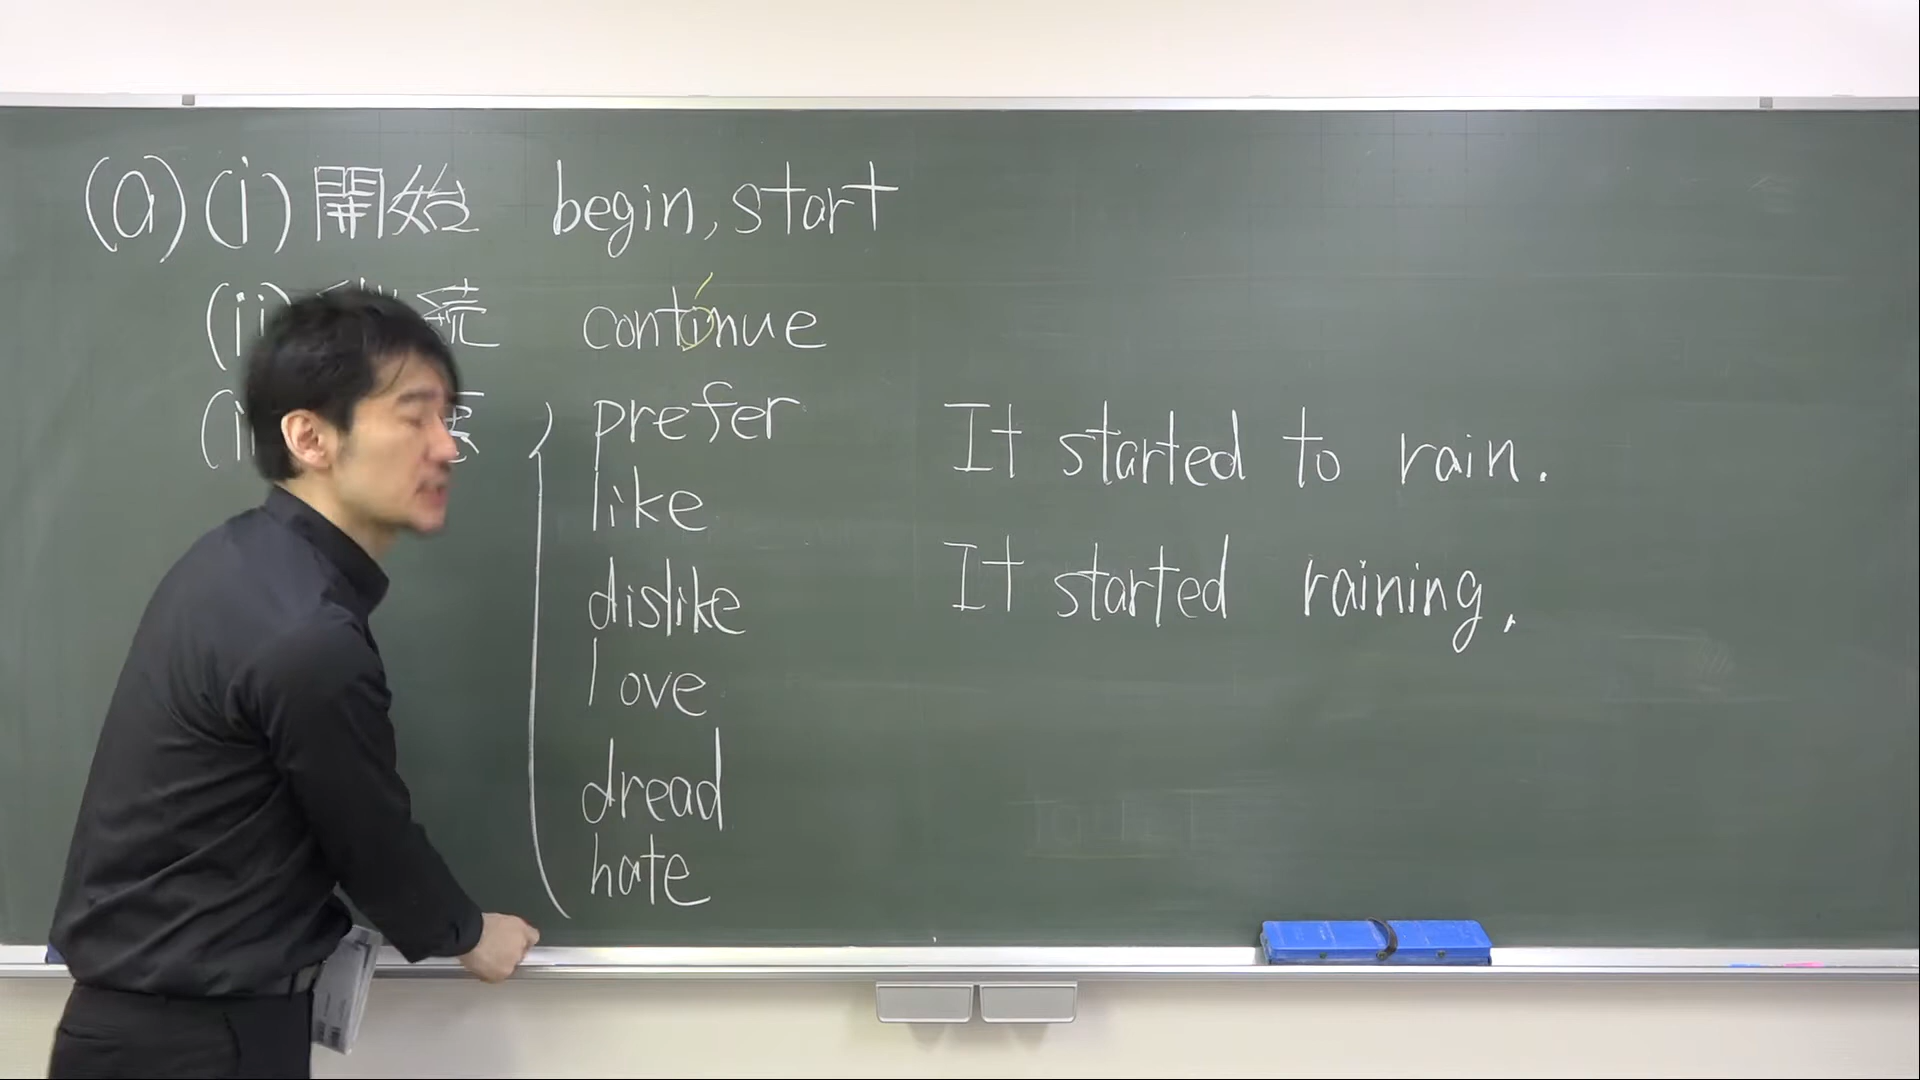 (a)(i) 開始 begin, start
(ii) 続 continue
prefer
like
dislike
love
dread
hate
It started to rain.
It started raining.